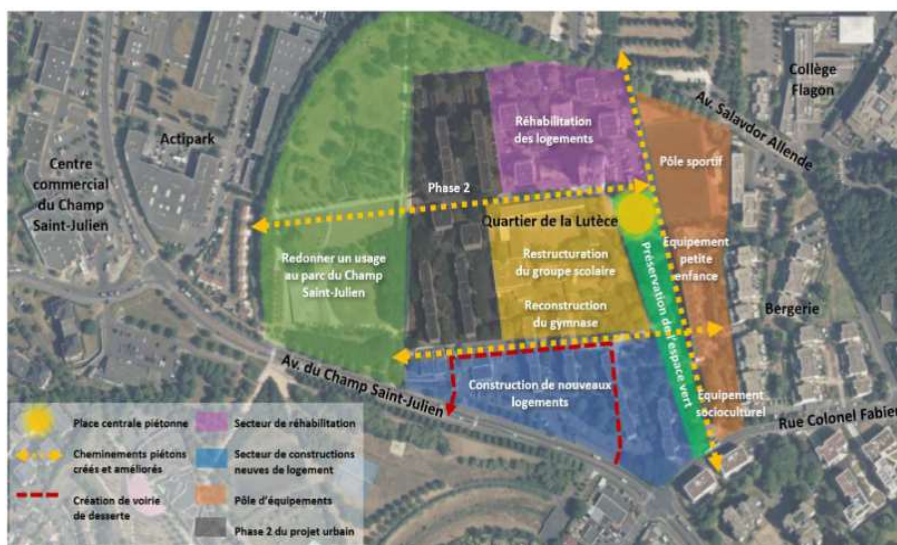 Collège
Flagon
Av. Salavdor Allende
Réhabilitation
des logements
Actipark
Pôle sportif
Centre
commercial
du Champ
Saint-Julien
Phase 2
Quartier de la Lutèce
Redonner un usage
au parc du Champ
Saint-Julien
Restructuration
du groupe scolaire
Equipement
petite
enfance
Préservation de l'espace vert
Reconstruction
du gymnase
Bergerie
Av. du Champ Saint-Julien
Construction de nouveaux
logements
Equipement
socioculturel
Rue Colonel Fabien
Place centrale piétonne
Secteur de réhabilitation
Cheminements piétons
créés et améliorés
Secteur de constructions
neuves de logement
Création de voirie
de desserte
Pôle d'équipements
Phase 2 du projet urbain